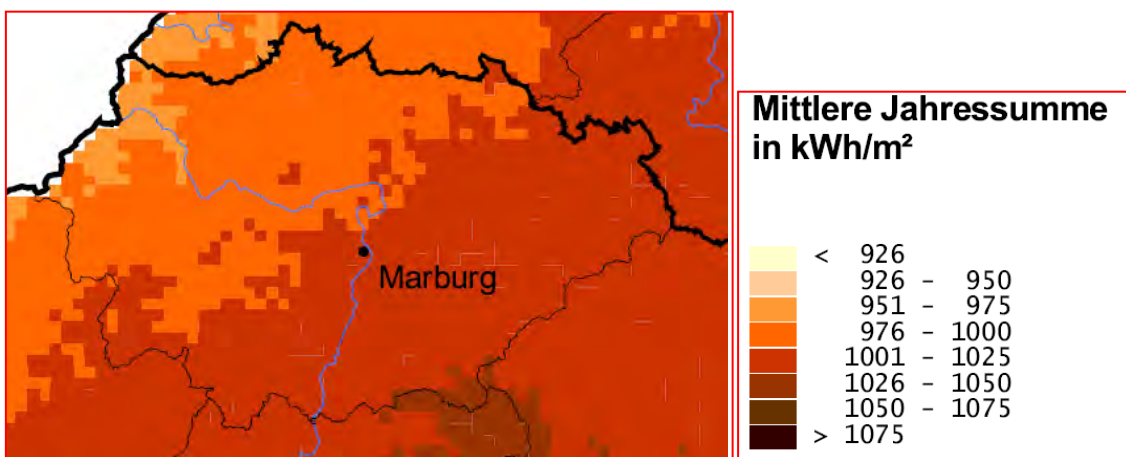 Marburg
Mittlere Jahressumme
in kWh/m²
< 926
926 - 950
951 - 975
976 - 1000
1001 - 1025
1026 - 1050
1050 - 1075
> 1075